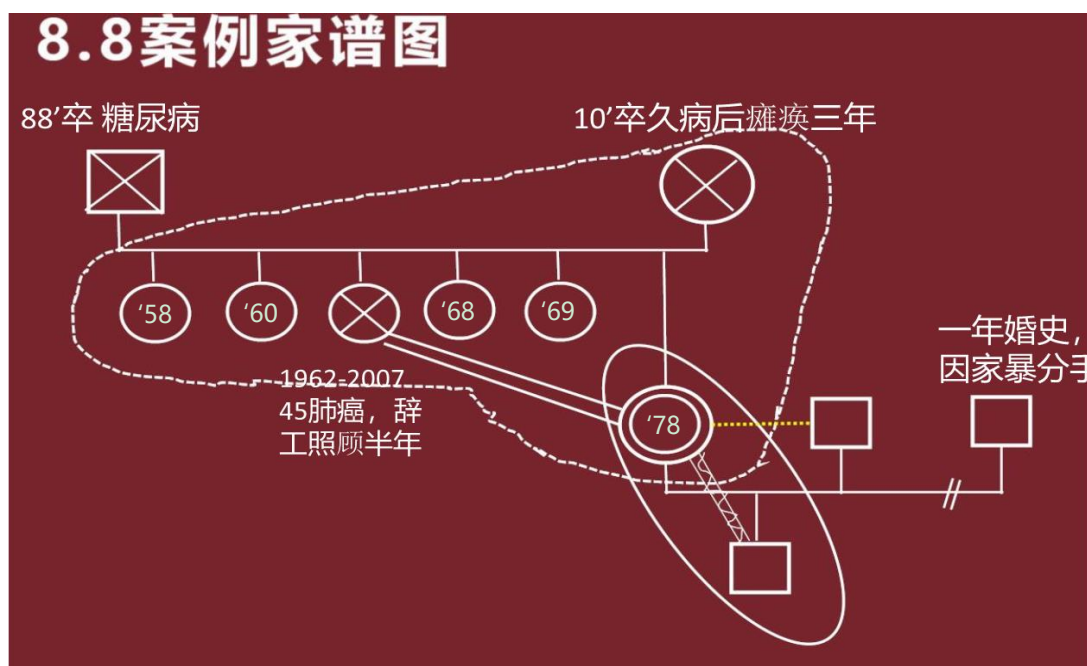 8.8案例家谱图
88’卒 糖尿病
10’卒久病后瘫痪三年
‘58
‘60
‘68
‘69
一年婚史，
因家暴分手
1962-2007
45肺癌，辞
工照顾半年
‘78